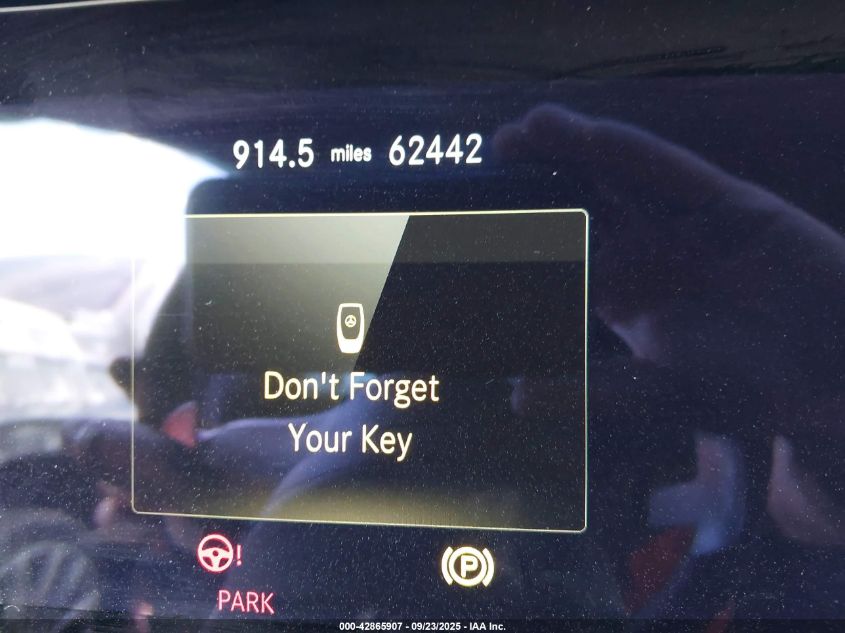 914.5 miles 62442
Don't Forget
Your Key
!
P
PARK
000-42865907 - 09/23/2025 - IAA Inc.